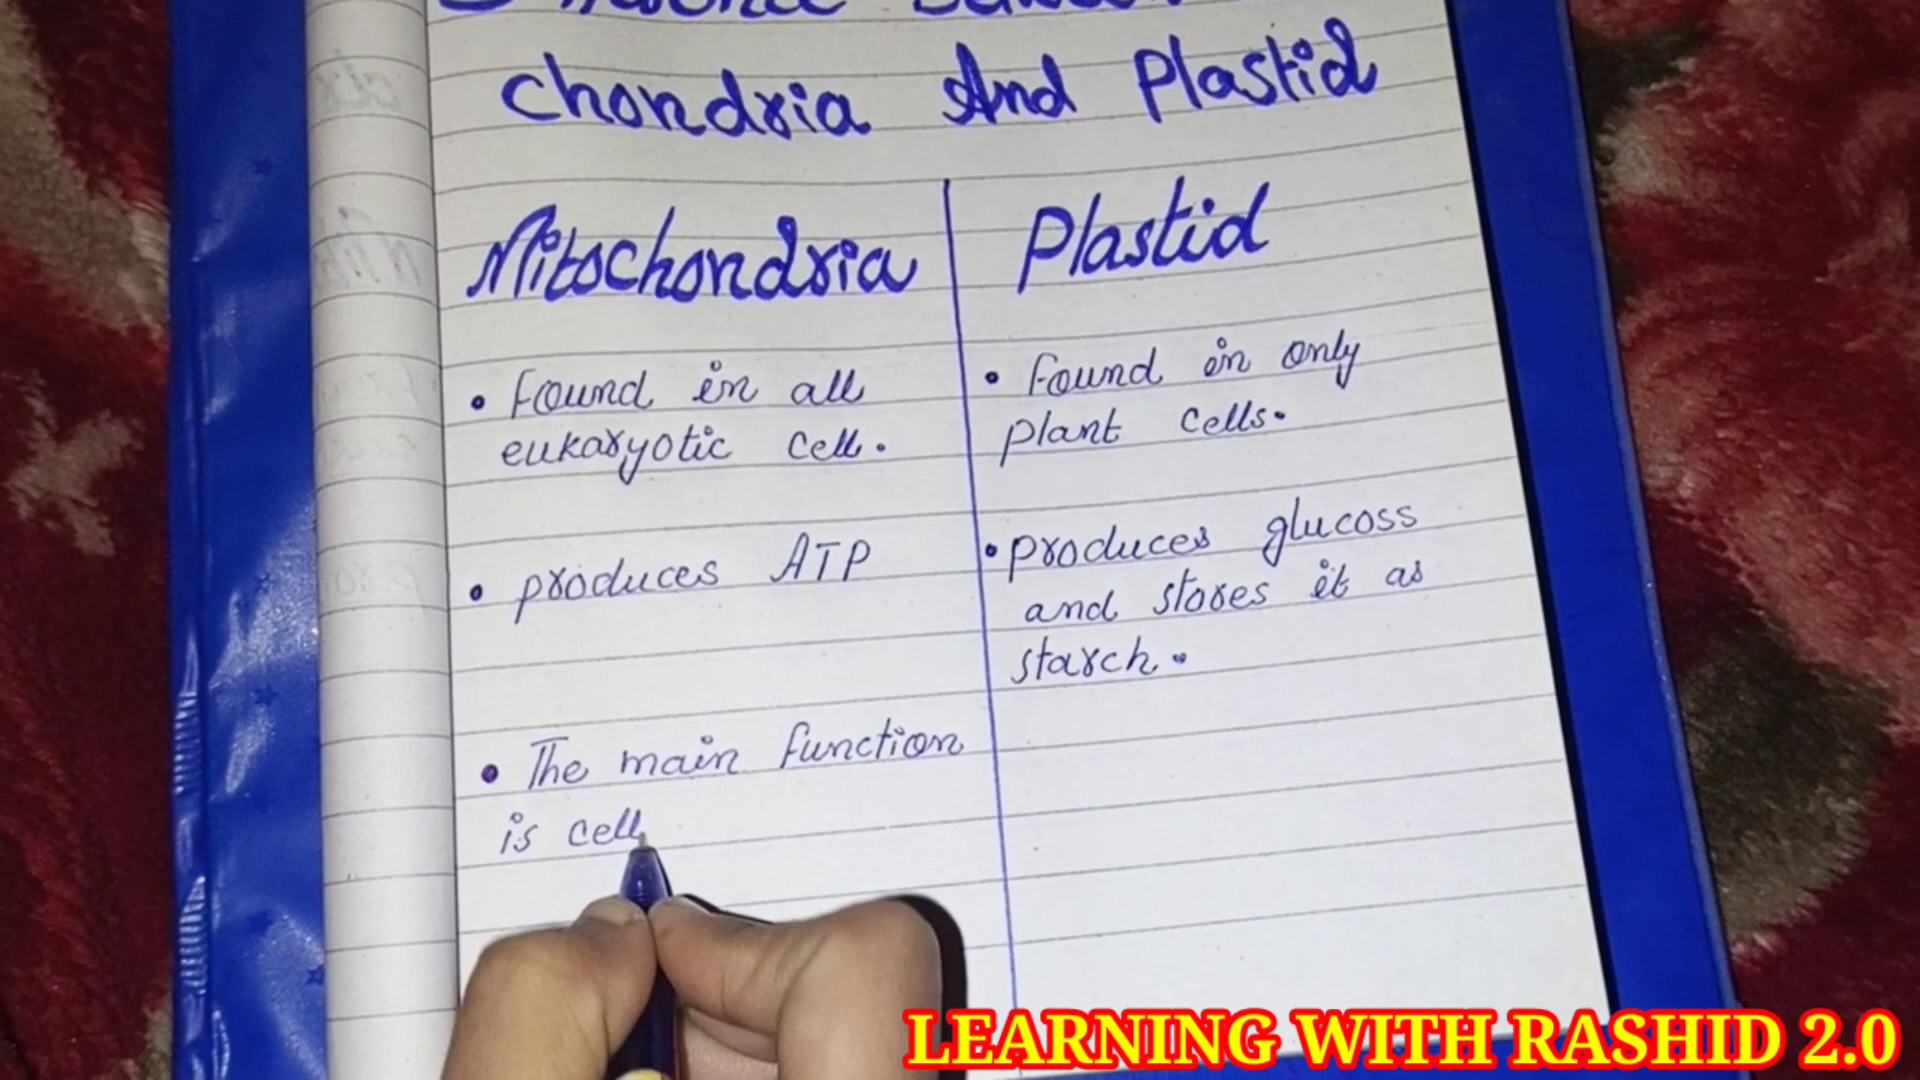 chondria And Plastid
Mitochondria
Plastid
• Found in all
eukaryotic cell.
• Found in only
plant cells.
• produces ATP
• produces glucoss
and stores it as
starch.
• The main function
is cell
LEARNING WITH RASHID 2.0